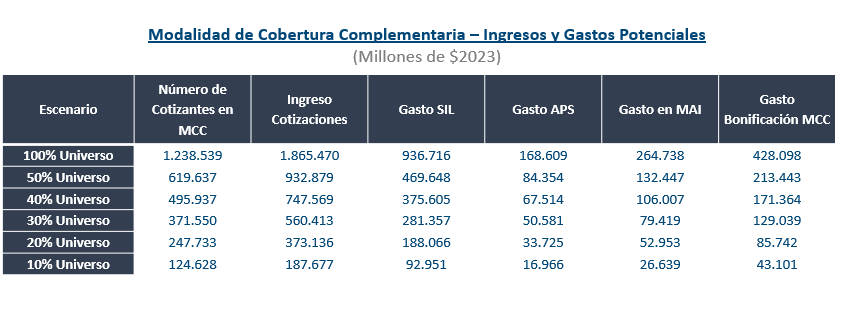 Modalidad de Cobertura Complementaria – Ingresos y Gastos Potenciales
(Millones de $2023)
Escenario Número de Cotizantes en MCC Ingreso Cotizaciones Gasto SIL Gasto APS Gasto en MAI Gasto Bonificación MCC
100% Universo 1.238.539 1.865.470 936.716 168.609 264.738 428.098
50% Universo 619.637 932.879 469.648 84.354 132.447 213.443
40% Universo 495.937 747.569 375.605 67.514 106.007 171.364
30% Universo 371.550 560.413 281.357 50.581 79.419 129.039
20% Universo 247.733 373.136 188.066 33.725 52.953 85.742
10% Universo 124.628 187.677 92.951 16.966 26.639 43.101